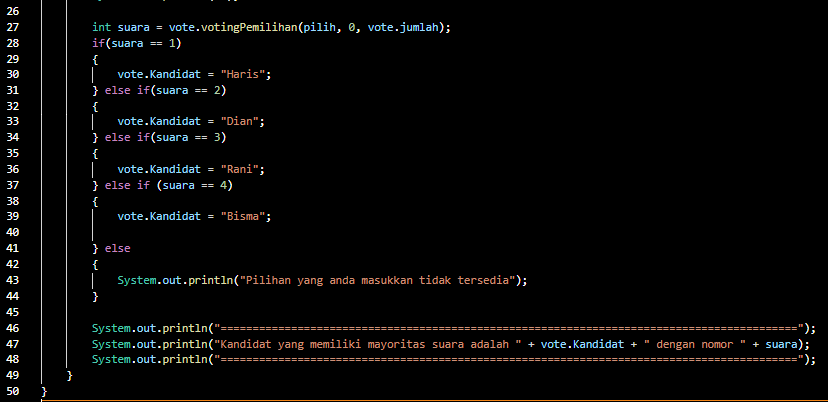 26
27 int suara = vote.votingPemilihan(pilih, 0, vote.jumlah);
28 if(suara == 1)
29 {
30 vote.Kandidat = "Haris";
31 } else if(suara == 2)
32 {
33 vote.Kandidat = "Dian";
34 } else if(suara == 3)
35 {
36 vote.Kandidat = "Rani";
37 } else if (suara == 4)
38 {
39 vote.Kandidat = "Bisma";
40
41 } else
42 {
43 System.out.println("Pilihan yang anda masukkan tidak tersedia");
44 }
45
46 System.out.println("==========================================================================================");
47 System.out.println("Kandidat yang memiliki mayoritas suara adalah " + vote.Kandidat + " dengan nomor " + suara);
48 System.out.println("==========================================================================================");
49 }
50 }